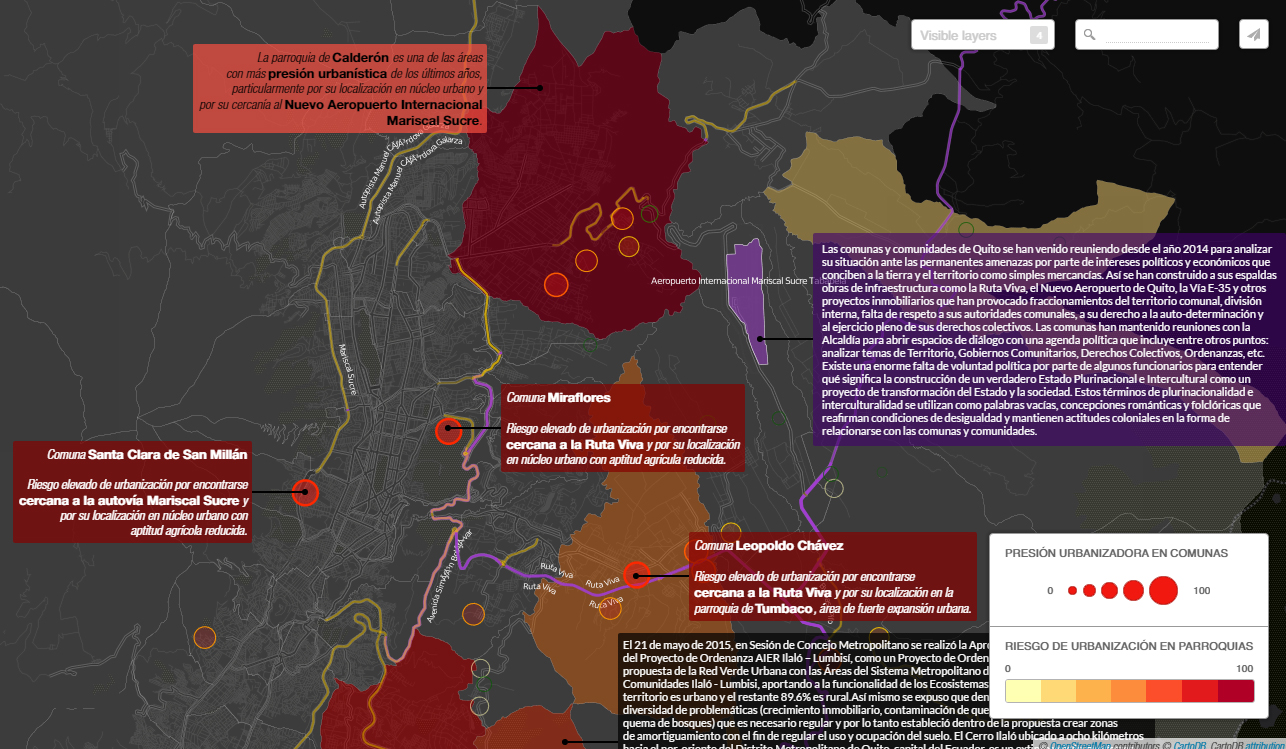 Visible layers 4
La parroquia de Calderón es una de las áreas
con más presión urbanística de los últimos años,
particularmente por su localización en núcleo urbano y
por su cercanía al Nuevo Aeropuerto Internacional
Mariscal Sucre.
Autopista Manuel
Autopista Manuel
Galarza
Aeropuerto Internacional Mariscal Sucre
Las comunas y comunidades de Quito se han venido reuniendo desde el año 2014 para analizar
su situación ante las permanentes amenazas por parte de intereses políticos y económicos que
conciben a la tierra y el territorio como simples mercancías. Así se han construido a sus espaldas
obras de infraestructura como la Ruta Viva, el Nuevo Aeropuerto de Quito, la Vía E-35 y otros
proyectos inmobiliarios que han provocado fraccionamientos del territorio comunal, división
interna, falta de respeto a sus autoridades comunales, a su derecho a la auto-determinación y
al ejercicio pleno de sus derechos colectivos. Las comunas han mantenido reuniones con la
Alcaldía para abrir espacios de diálogo con una agenda política que incluye entre otros puntos:
analizar temas de Territorio, Gobiernos Comunitarios, Derechos Colectivos, Ordenanzas, etc.
Existe una enorme falta de voluntad política por parte de algunos funcionarios para entender
qué significa la construcción de un verdadero Estado Plurinacional e Intercultural como un
proyecto de transformación del Estado y la sociedad. Estos términos de plurinacionalidad e
interculturalidad se utilizan como palabras vacías, concepciones románticas y folclóricas que
reafirman condiciones de desigualdad y mantienen actitudes coloniales en la forma de
relacionarse con las comunas y comunidades.
Mariscal Sucre
Comuna Miraflores
Riesgo elevado de urbanización por encontrarse
cercana a la Ruta Viva y por su localización
en núcleo urbano con aptitud agrícola reducida.
Comuna Santa Clara de San Millán
Riesgo elevado de urbanización por encontrarse
cercana a la autovía Mariscal Sucre y
por su localización en núcleo urbano con
aptitud agrícola reducida.
Comuna Leopoldo Chávez
Riesgo elevado de urbanización por encontrarse
cercana a la Ruta Viva y por su localización en la
parroquia de Tumbaco, área de fuerte expansión urbana.
Ruta Viva
Ruta Viva
Ruta Viva
Ruta Viva
Avenida
PRESIÓN URBANIZADORA EN COMUNAS
0 100
RIESGO DE URBANIZACIÓN EN PARROQUIAS
0 100
El 21 de mayo de 2015, en Sesión de Concejo Metropolitano se realizó la
del Proyecto de Ordenanza AIER Ilaló – Lumbisí, como un Proyecto de
propuesta de la Red Verde Urbana con las Áreas del Sistema Metropolitano
Comunidades Ilaló - Lumbisí, aportando a la funcionalidad de los Ecosistemas
territorio es urbano y el restante 89.6% es rural.Así mismo se expuso que
diversidad de problemáticas (crecimiento inmobiliario, contaminación de
quema de bosques) que es necesario regular y por lo tanto estableció dentro de la propuesta crear zonas
de amortiguamiento con el fin de regular el uso y ocupación del suelo. El Cerro Ilaló ubicado a ocho kilómetros
hacia el nor-oriente del Distrito Metropolitano de Quito, capital del Ecuador, es un
© OpenStreetMap contributors © CartoDB, CartoDB